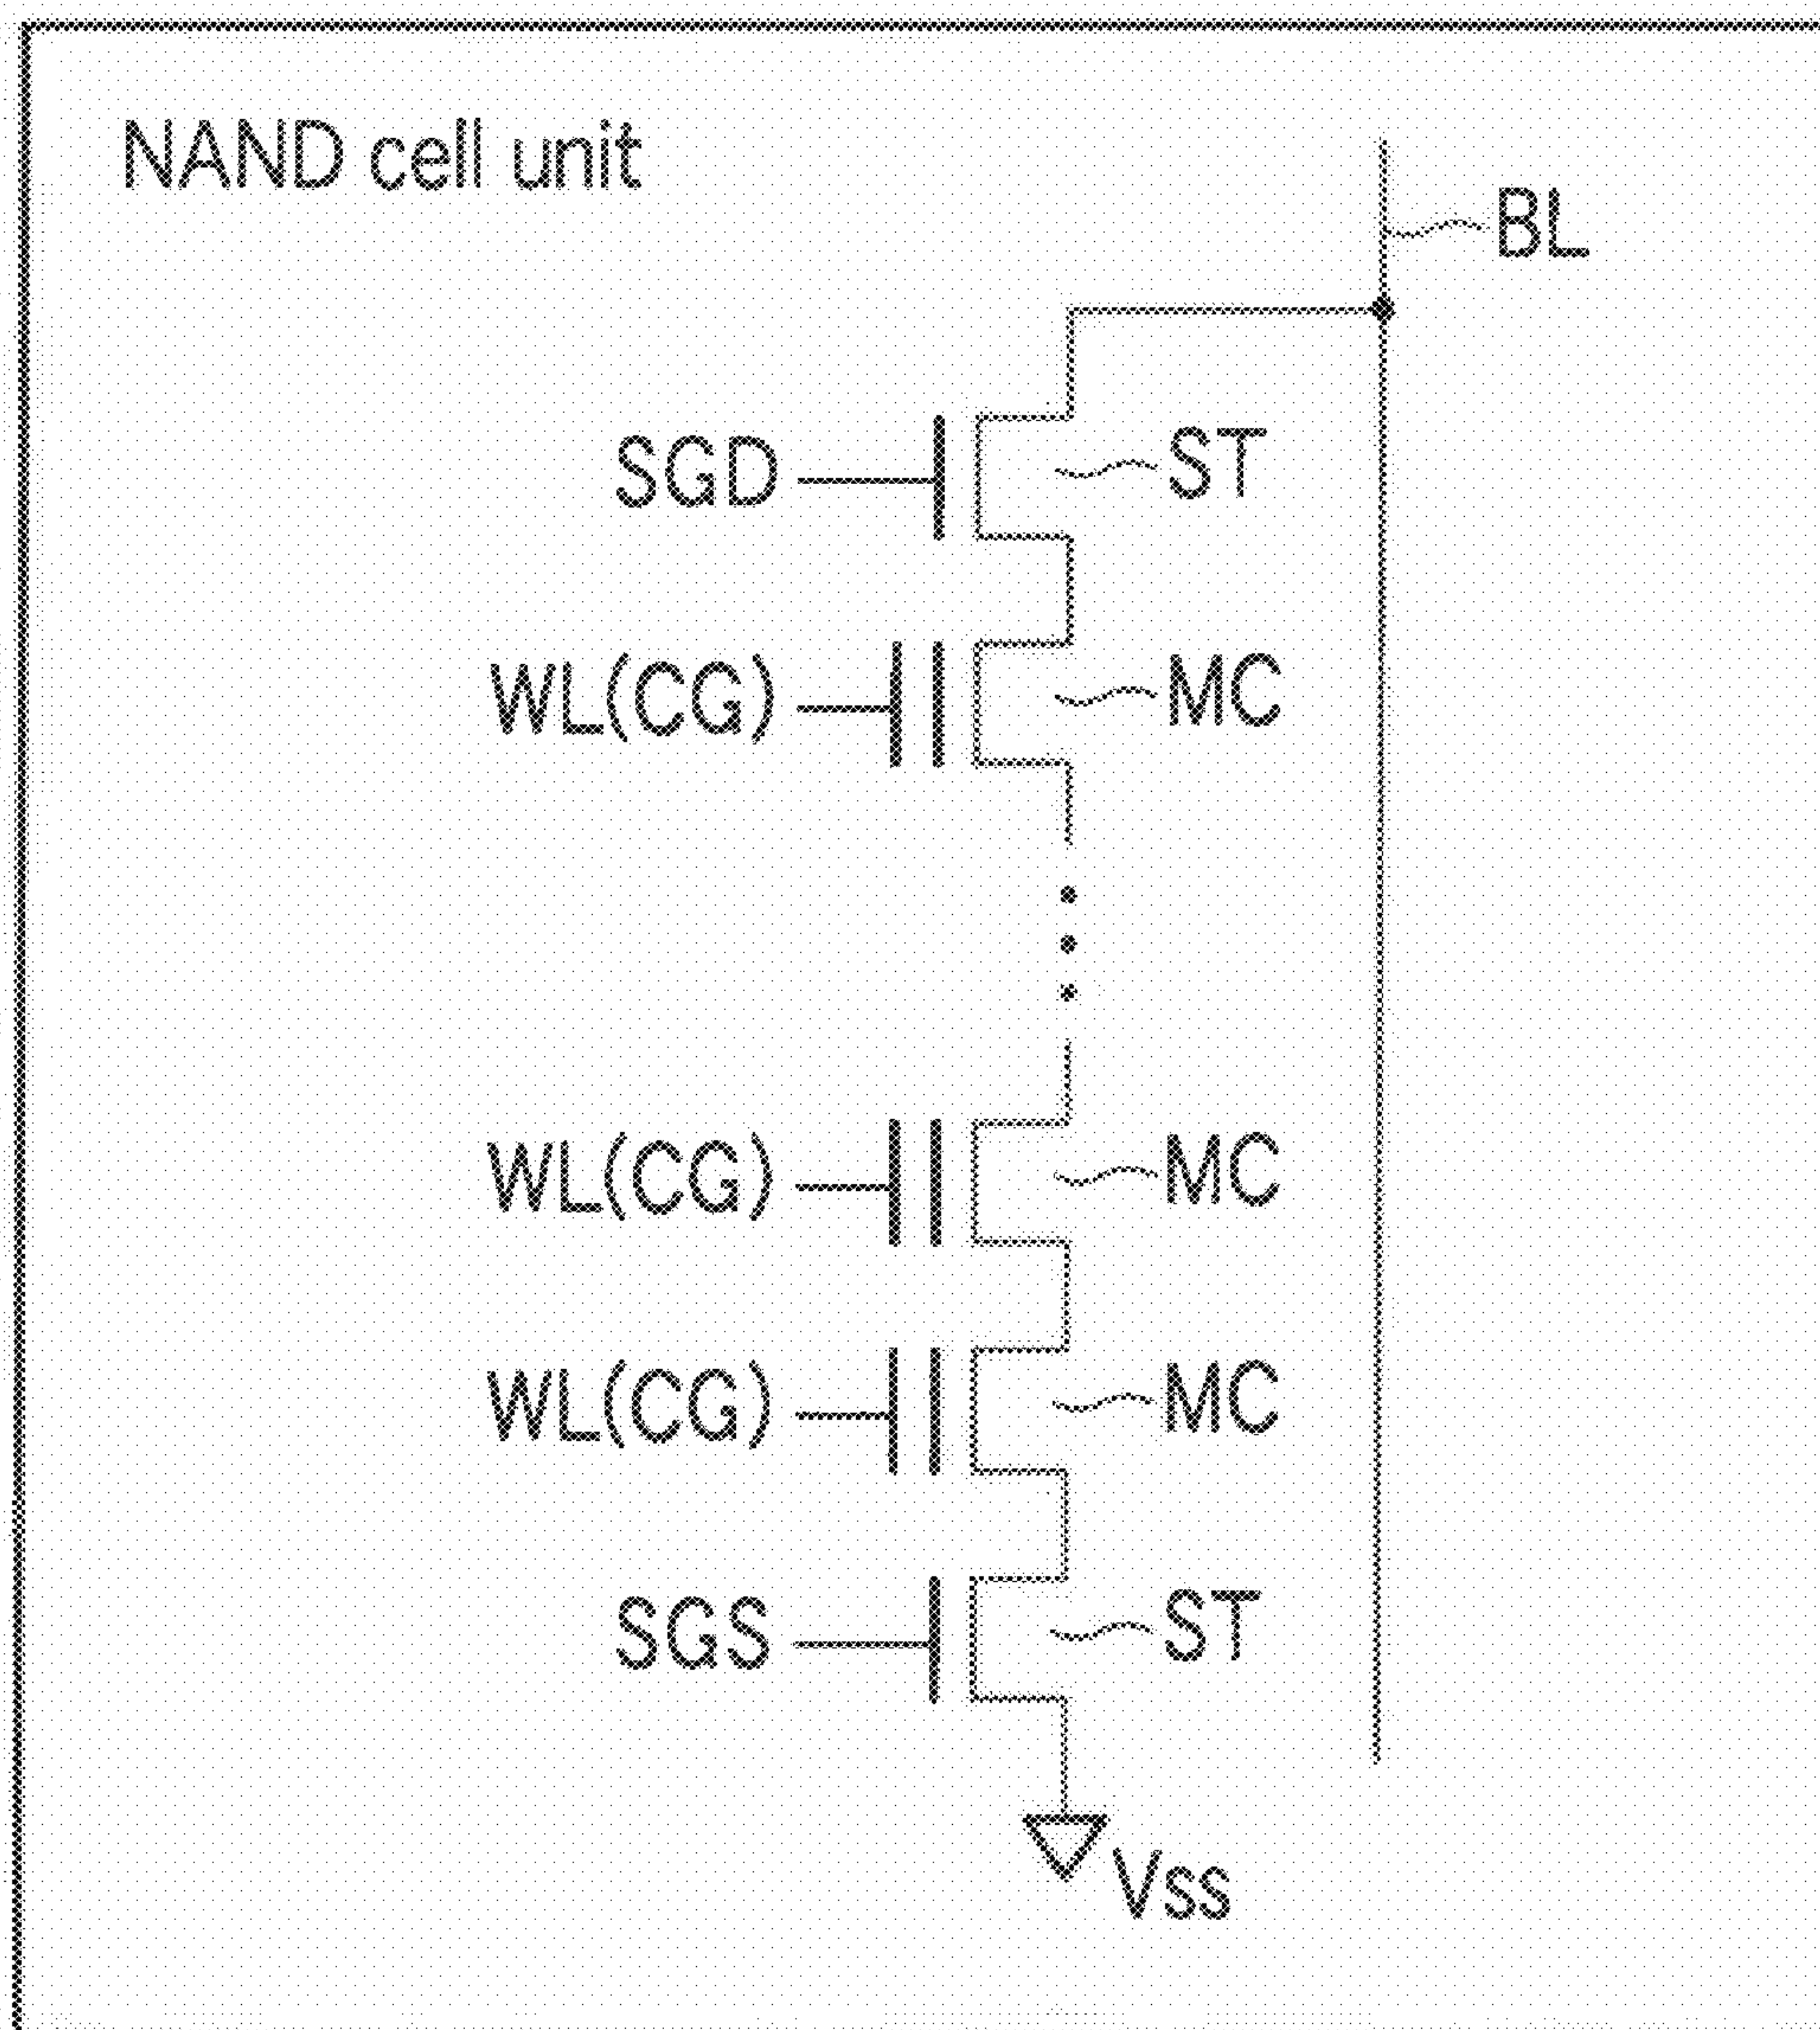 NAND cell unit
BL
SGD
ST
WL(CG)
MC
WL(CG)
MC
WL(CG)
MC
SGS
ST
Vss